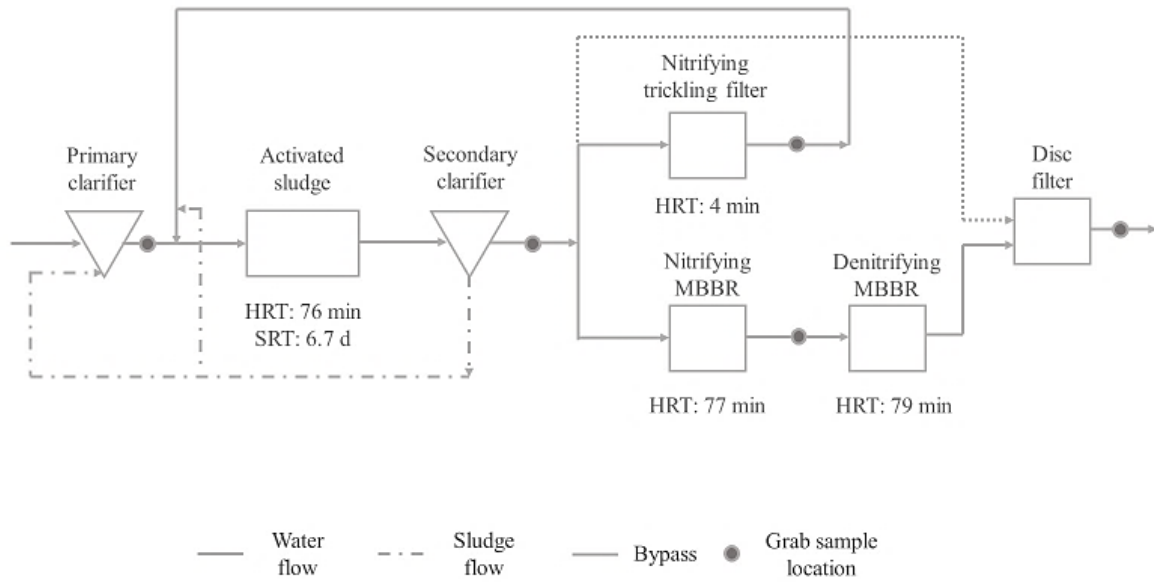 Nitrifying
trickling filter
Primary
clarifier
Activated
sludge
Secondary
clarifier
Disc
filter
HRT: 4 min
Nitrifying
MBBR
Denitrifying
MBBR
HRT: 76 min
SRT: 6.7 d
HRT: 77 min
HRT: 79 min
Water
flow
Sludge
flow
Bypass
Grab sample
location